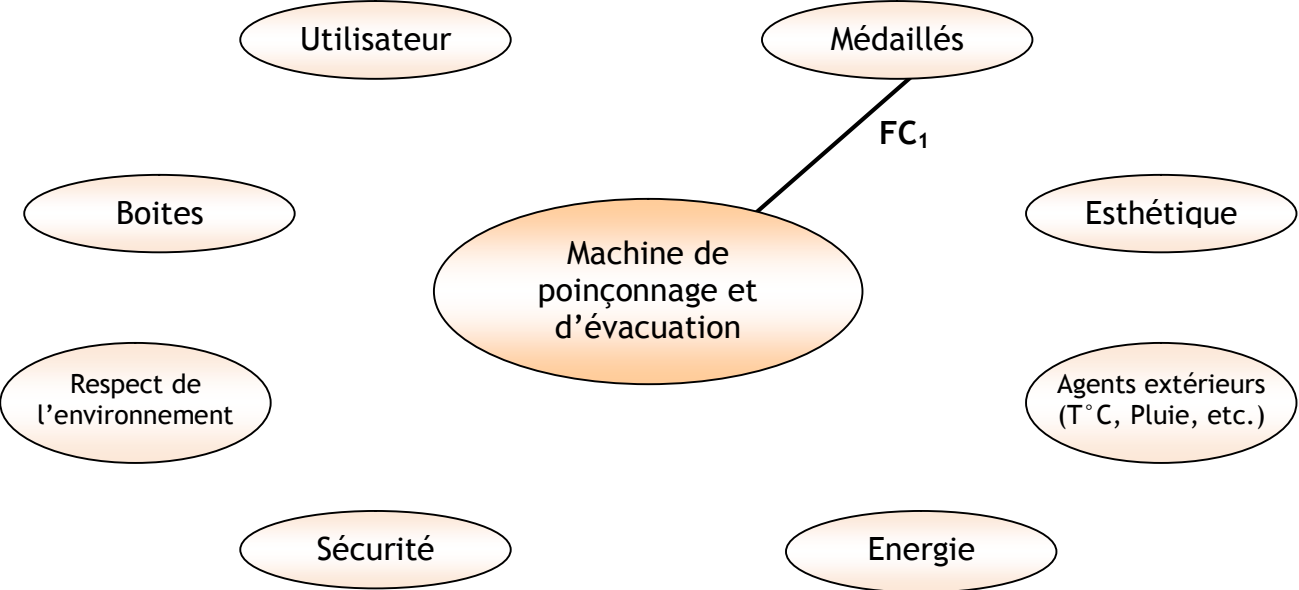 Utilisateur
Médaillés
FC₁
Boites
Esthétique
Machine de
poinçonnage et
d’évacuation
Respect de
l’environnement
Agents extérieurs
(T°C, Pluie, etc.)
Sécurité
Energie